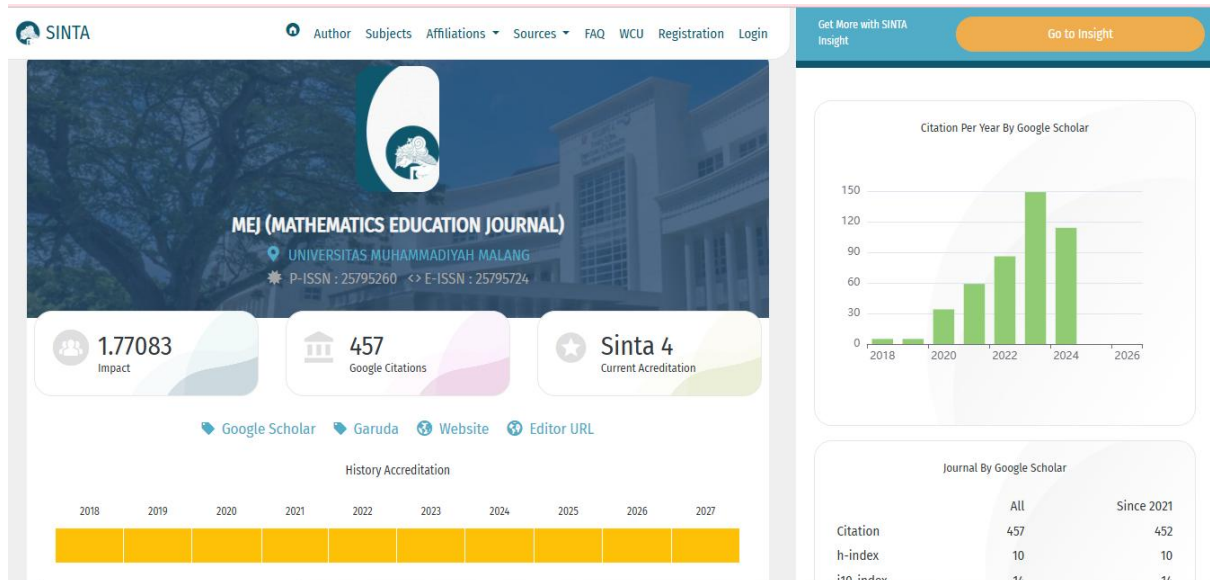 SINTA
Author Subjects Affiliations Sources FAQ WCU Registration Login
MEJ (MATHEMATICS EDUCATION JOURNAL)
UNIVERSITAS MUHAMMADIYAH MALANG
P-ISSN : 25795260 <> E-ISSN : 25795724
1.77083
Impact
457
Google Citations
Sinta 4
Current Acreditation
Google Scholar Garuda Website Editor URL
History Accreditation
2018 2019 2020 2021 2022 2023 2024 2025 2026 2027
Get More with SINTA
Insight
Go to Insight
Citation Per Year By Google Scholar
150
120
90
60
30
0
2018 2020 2022 2024 2026
Journal By Google Scholar
All Since 2021
Citation 457 452
h-index 10 10
i10-index